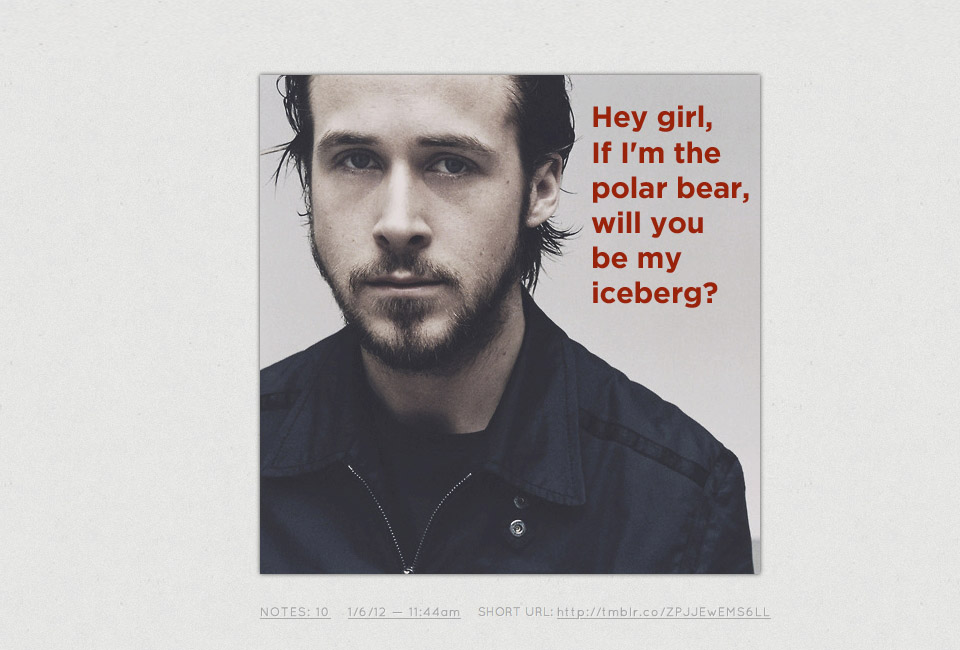 Hey girl,
If I'm the
polar bear,
will you
be my
iceberg?
NOTES: 10 1/6/12 — 11:44am SHORT URL: http://tmblr.co/ZPJJEwEMS6LL